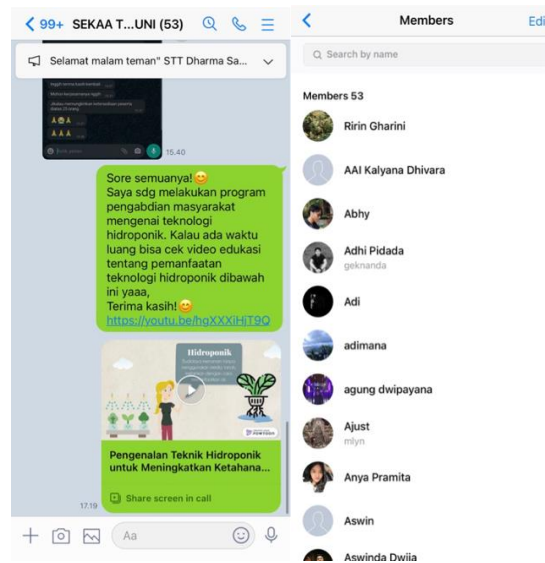 99+ SEKAA T...UNI (53)
Selamat malam teman" STT Dharma Sa...
15.40
Sore semuanya!😊
Saya sdg melakukan program
pengabdian masyarakat
mengenai teknologi
hidroponik. Kalau ada waktu
luang bisa cek video edukasi
tentang pemanfaatan
teknologi hidroponik dibawah
ini yaaa,
Terima kasih!😊
https://youtu.be/hgXXXiHjT9Q
Hidroponik
POWTOON
Pengenalan Teknik Hidroponik
untuk Meningkatkan Ketahana...
Share screen in call
17.19
Aa
Members
Edi
Search by name
Members 53
Ririn Gharini
AAI Kalyana Dhivara
Abhy
Adhi Pidada
geknanda
Adi
adimana
agung dwipayana
Ajust
mlyn
Anya Pramita
Aswin
Aswinda Dwija